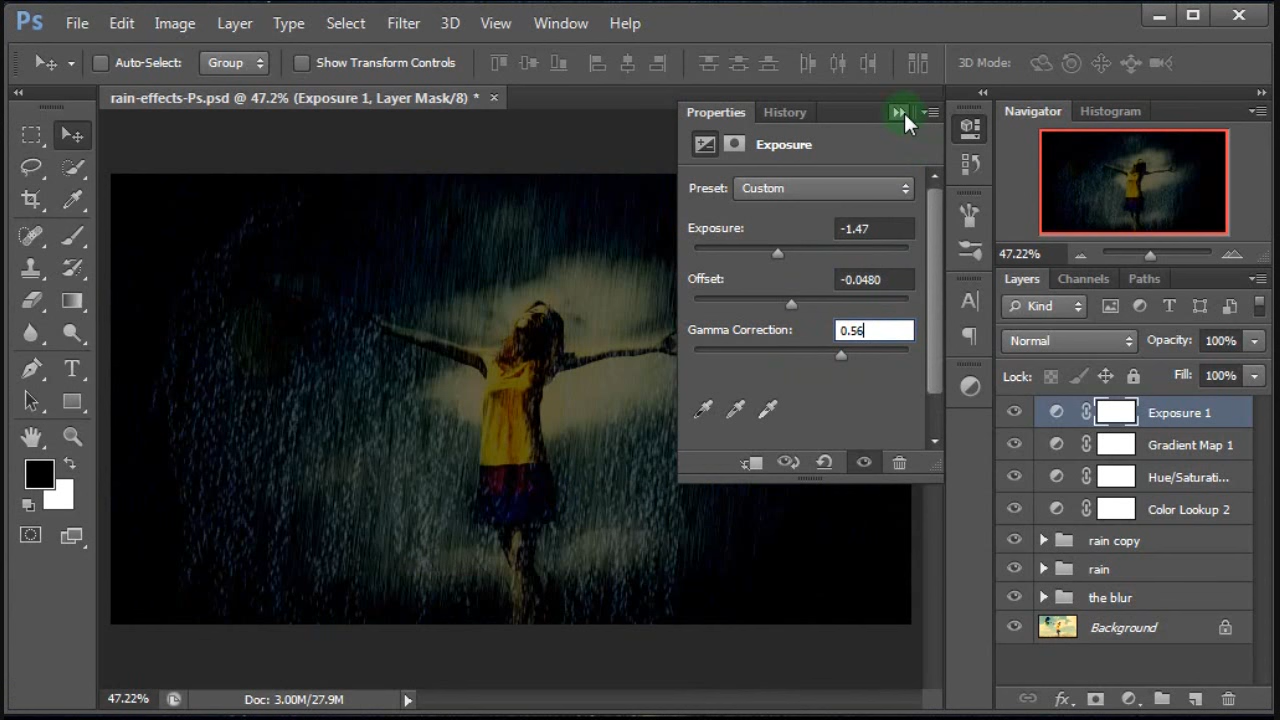 Ps File Edit Image Layer Type Select Filter 3D View Window Help
Auto-Select: Group Show Transform Controls 3D Mode:
rain-effects-Ps.psd @ 47.2% (Exposure 1, Layer Mask/8) * ×
Properties History
Exposure
Preset: Custom
Exposure: -1.47
Offset: -0.0480
Gamma Correction: 0.56
Navigator Histogram
47.22%
Layers Channels Paths
Kind
Normal Opacity: 100%
Lock: Fill: 100%
Exposure 1
Gradient Map 1
Hue/Saturati...
Color Lookup 2
rain copy
rain
the blur
Background
47.22% Doc: 3.00M/27.9M